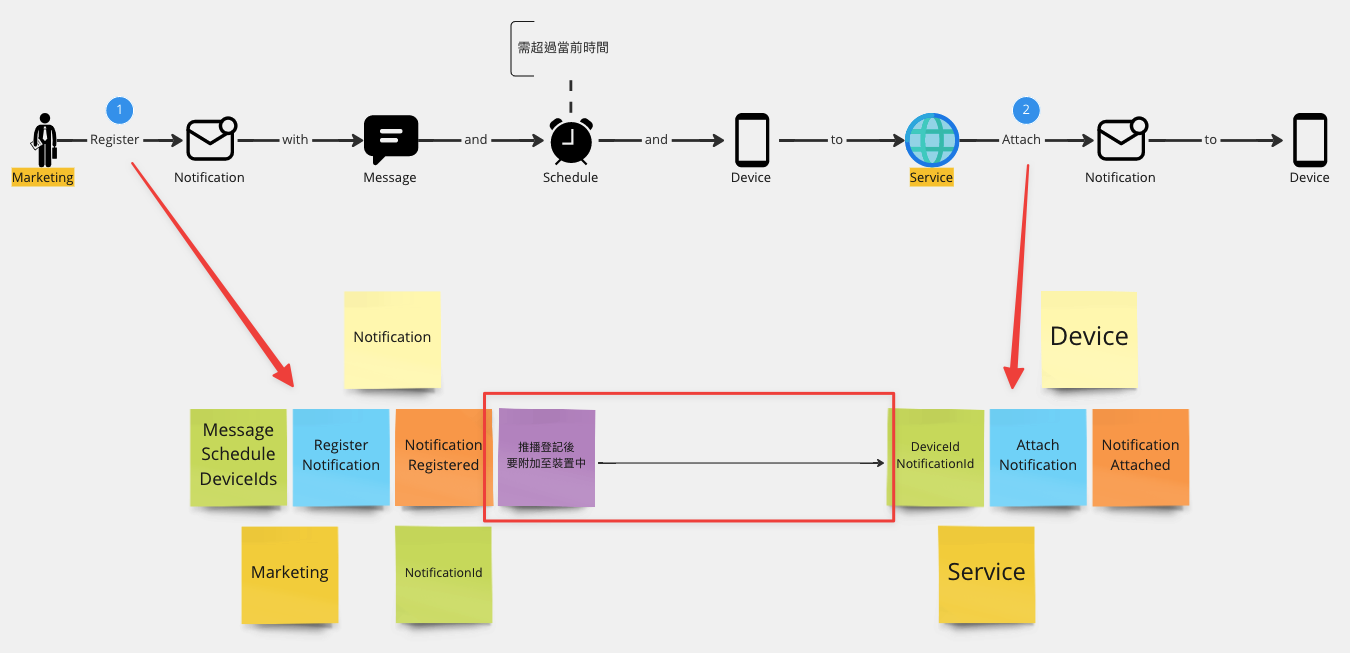 需超過當前時間
1
2
Register
with
and
and
to
Attach
to
Marketing
Notification
Message
Schedule
Device
Service
Notification
Device
Notification
Device
Message
Schedule
DeviceIds
Register
Notification
Notification
Registered
推播登記後
要附加至裝置中
DeviceId
NotificationId
Attach
Notification
Notification
Attached
Marketing
NotificationId
Service